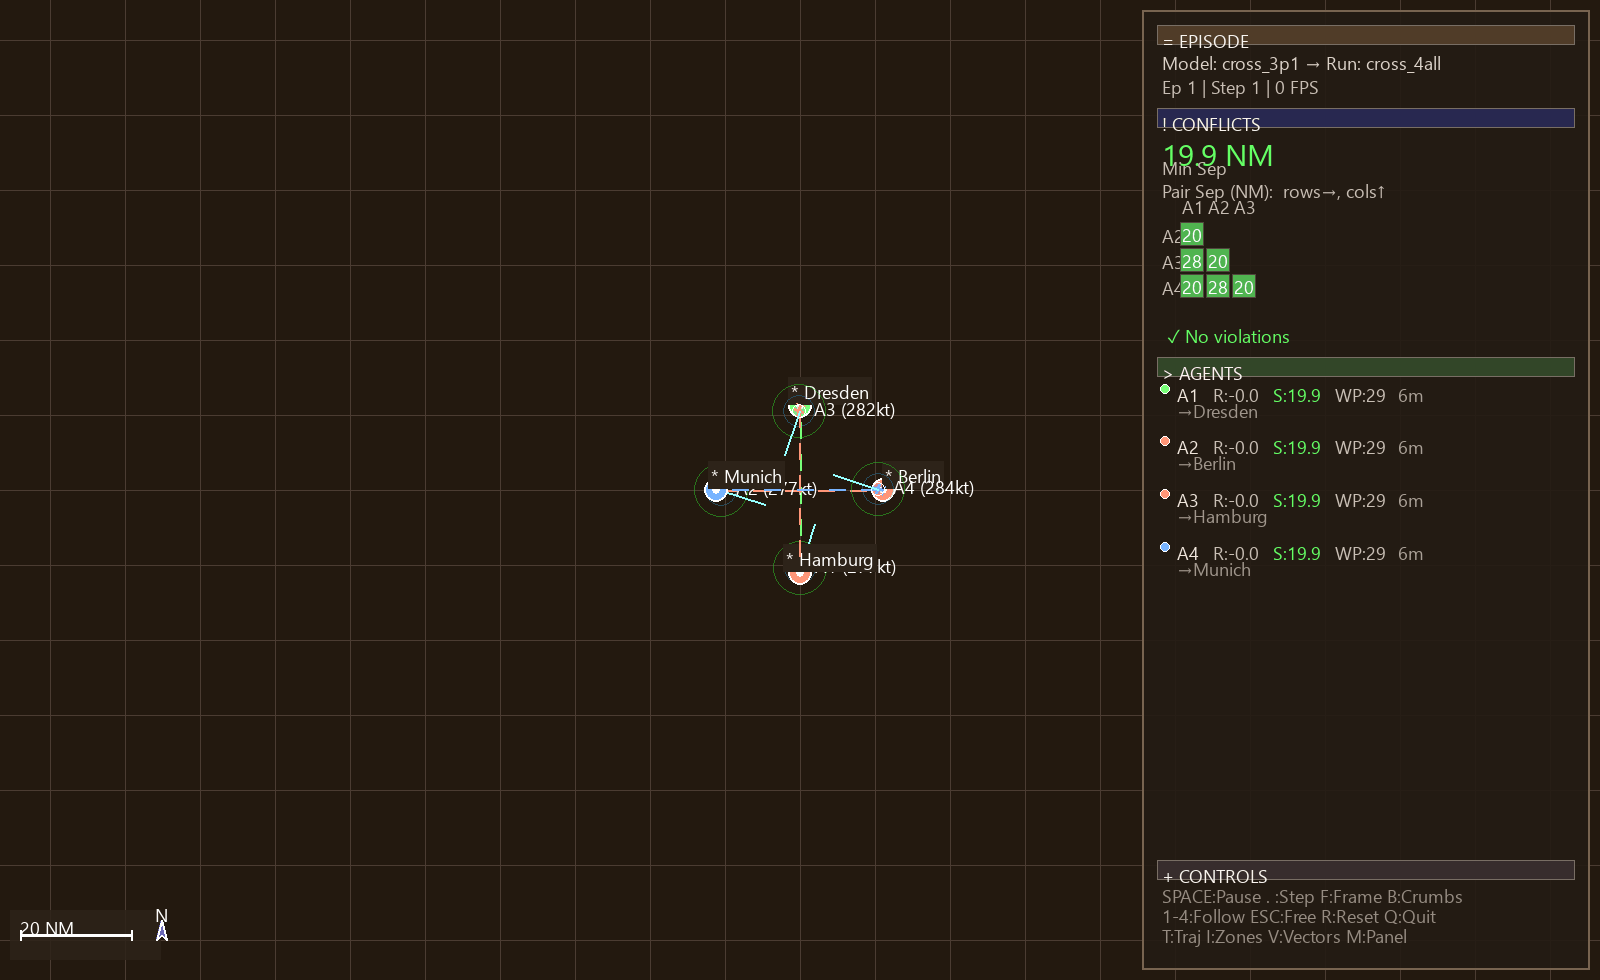 = EPISODE
Model: cross_3p1 → Run: cross_4all
Ep 1 | Step 1 | 0 FPS
! CONFLICTS
19.9 NM
Min Sep
Pair Sep (NM): rows→, cols↑
A1 A2 A3
A2 20
A3 28 20
A4 20 28 20
✓ No violations
> AGENTS
A1 R:-0.0 S:19.9 WP:29 6m
→Dresden
A2 R:-0.0 S:19.9 WP:29 6m
→Berlin
A3 R:-0.0 S:19.9 WP:29 6m
→Hamburg
A4 R:-0.0 S:19.9 WP:29 6m
→Munich
* Dresden
A3 (282kt)
* Munich
(277kt)
* Berlin
A4 (284kt)
* Hamburg
kt)
+ CONTROLS
SPACE:Pause . :Step F:Frame B:Crumbs
1-4:Follow ESC:Free R:Reset Q:Quit
T:Traj I:Zones V:Vectors M:Panel
20 NM
N